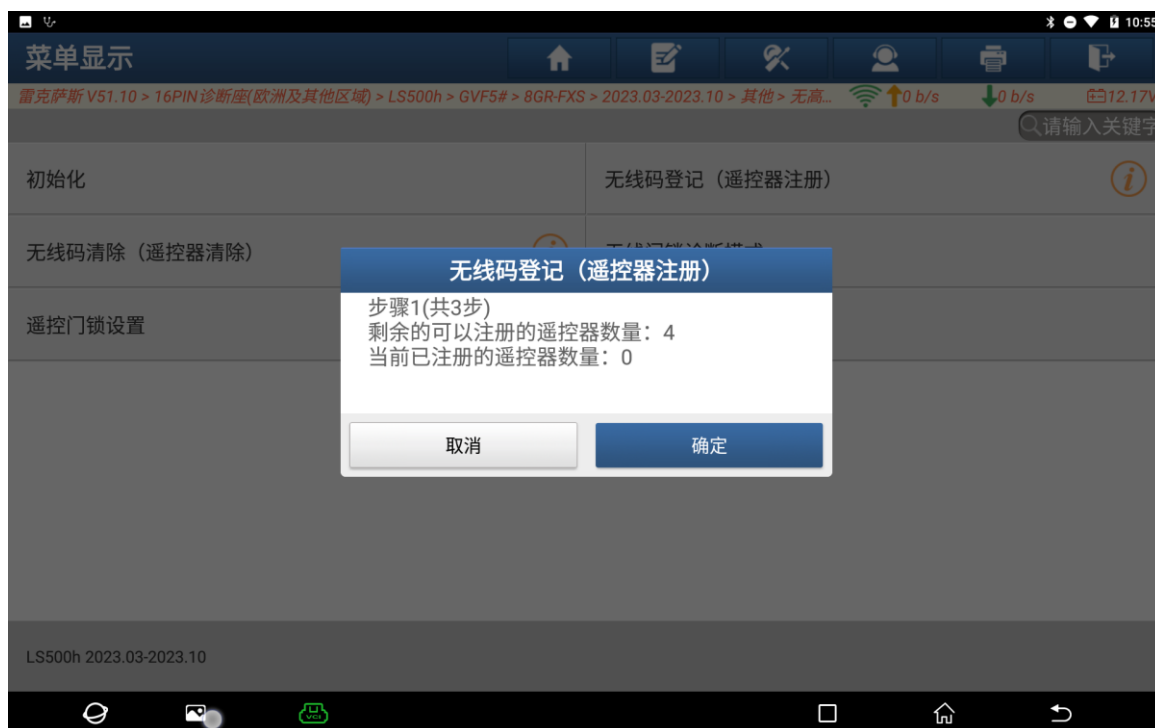 10:55
菜单显示
雷克萨斯 V51.10 > 16PIN诊断座(欧洲及其他区域) > LS500h > GVF5# > 8GR-FXS > 2023.03-2023.10 > 其他 > 无高... 0 b/s 0 b/s 12.17V
请输入关键字
初始化 无线码登记（遥控器注册）
无线码清除（遥控器清除）
无线码登记（遥控器注册）
步骤1(共3步)
剩余的可以注册的遥控器数量：4
当前已注册的遥控器数量：0
取消 确定
遥控门锁设置
LS500h 2023.03-2023.10
VCI